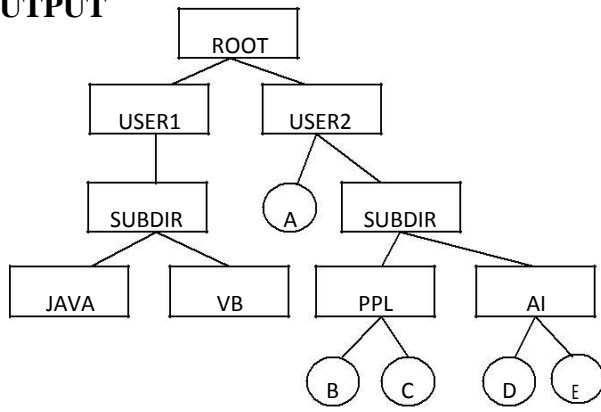 UTPUT
ROOT
USER1 USER2
SUBDIR A SUBDIR
JAVA VB PPL AI
B C D E